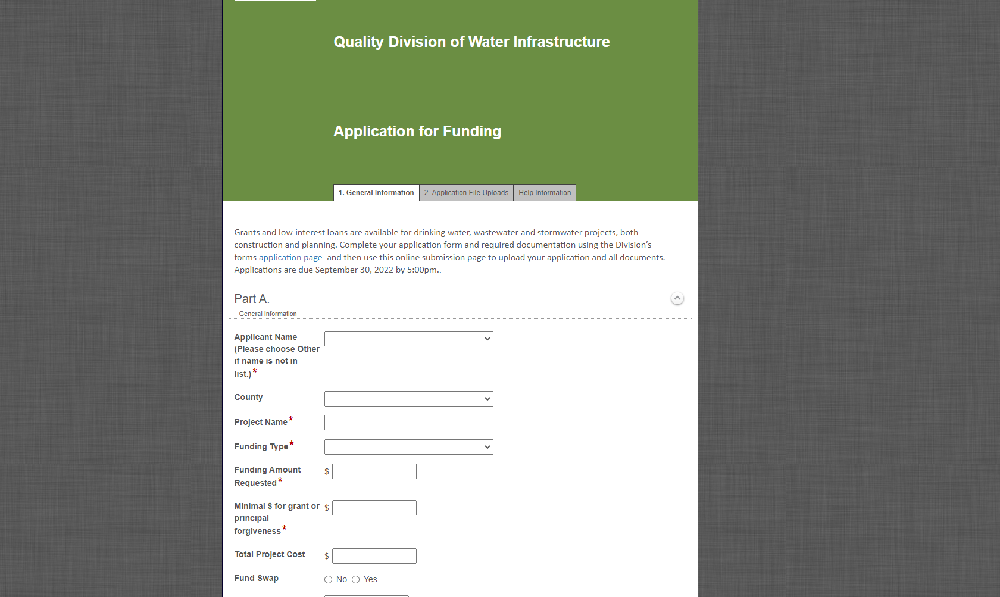 Quality Division of Water Infrastructure
Application for Funding
1. General Information
2. Application File Uploads
Help Information
Grants and low-interest loans are available for drinking water, wastewater and stormwater projects, both
construction and planning. Complete your application form and required documentation using the Division’s
forms application page  and then use this online submission page to upload your application and all documents.
Applications are due September 30, 2022 by 5:00pm..
Part A.
General Information
Applicant Name
(Please choose Other
if name is not in
list.)*
County
Project Name*
Funding Type*
Funding Amount
Requested*
$
Minimal $ for grant or
principal
forgiveness*
$
Total Project Cost
$
Fund Swap
No
Yes